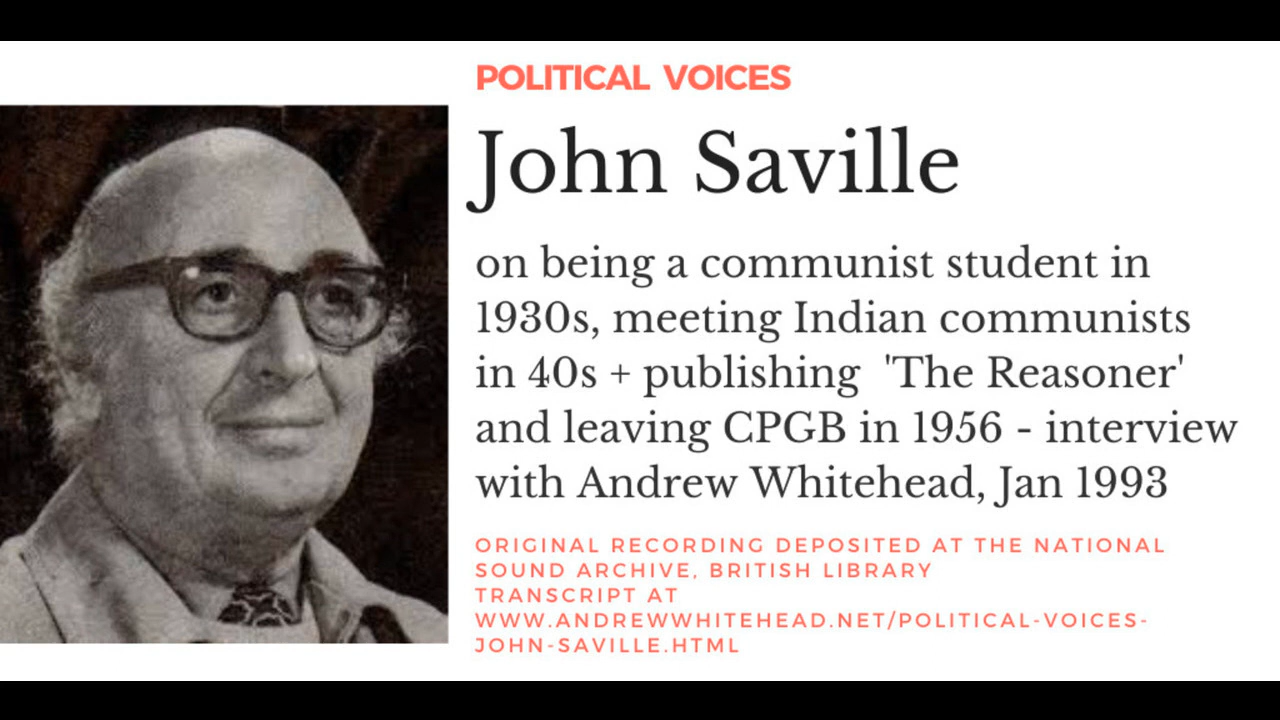 POLITICAL VOICES
John Saville
on being a communist student in
1930s, meeting Indian communists
in 40s + publishing 'The Reasoner'
and leaving CPGB in 1956 - interview
with Andrew Whitehead, Jan 1993
ORIGINAL RECORDING DEPOSITED AT THE NATIONAL
SOUND ARCHIVE, BRITISH LIBRARY
TRANSCRIPT AT
WWW.ANDREWWHITEHEAD.NET/POLITICAL-VOICES-
JOHN-SAVILLE.HTML